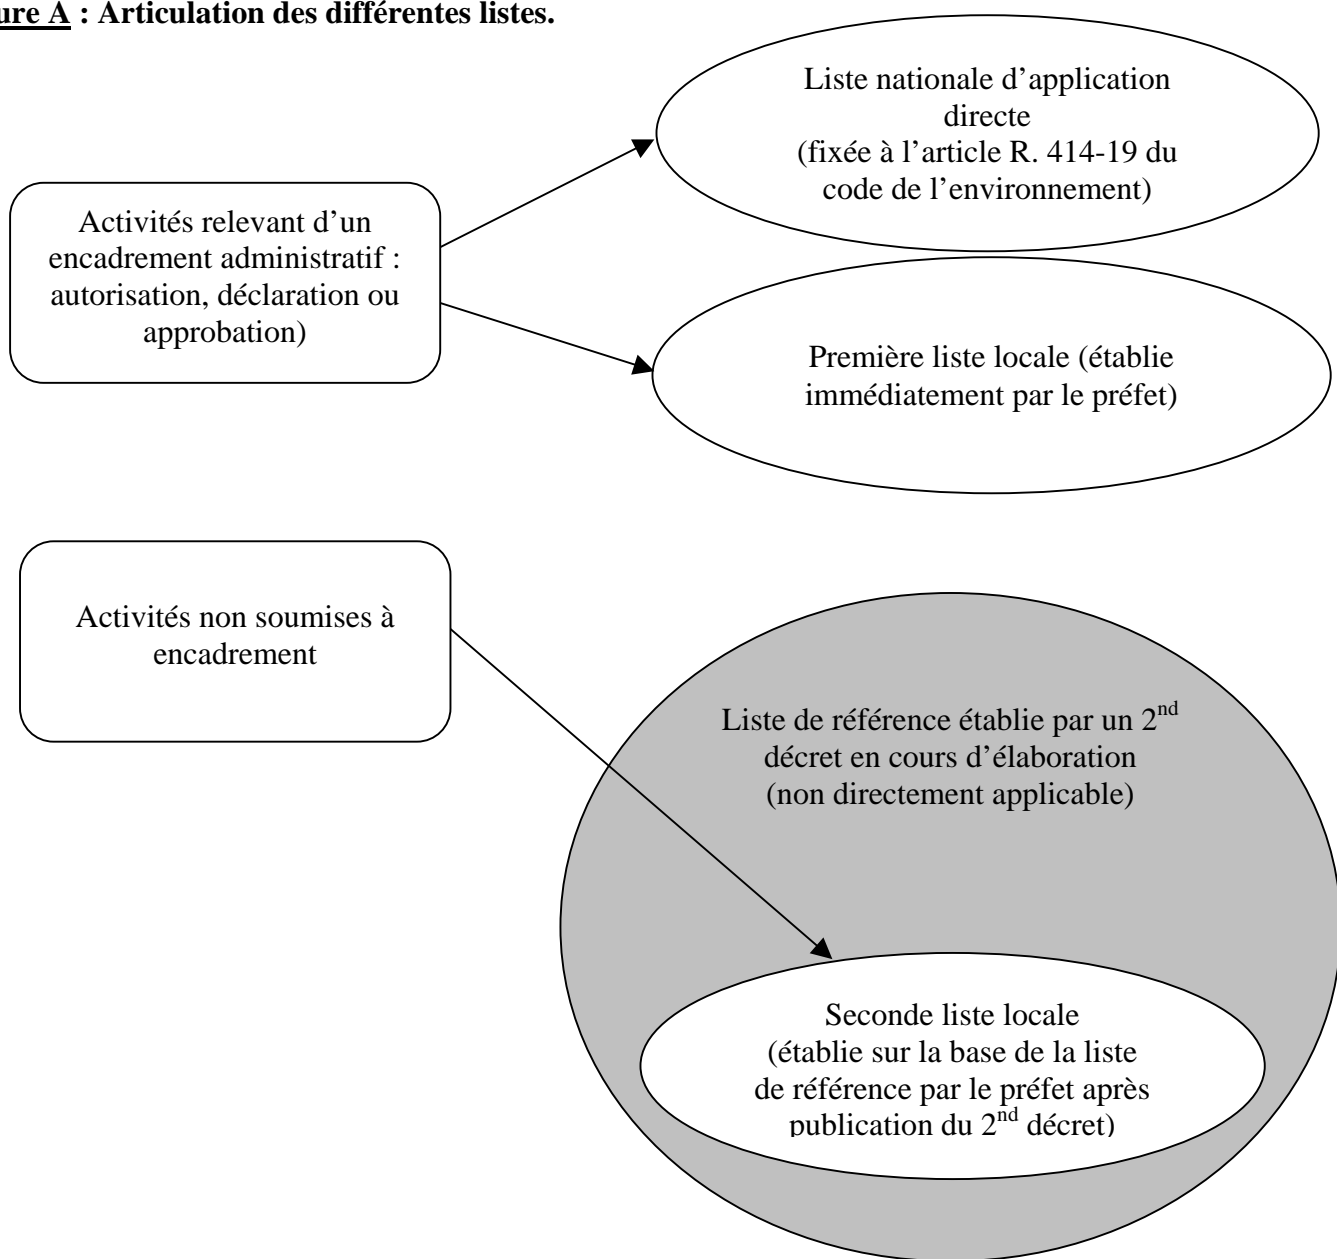 ure A : Articulation des différentes listes.
Liste nationale d’application
directe
(fixée à l’article R. 414-19 du
code de l’environnement)
Activités relevant d’un
encadrement administratif :
autorisation, déclaration ou
approbation)
Première liste locale (établie
immédiatement par le préfet)
Activités non soumises à
encadrement
Liste de référence établie par un 2nd
décret en cours d’élaboration
(non directement applicable)
Seconde liste locale
(établie sur la base de la liste
de référence par le préfet après
publication du 2nd décret)